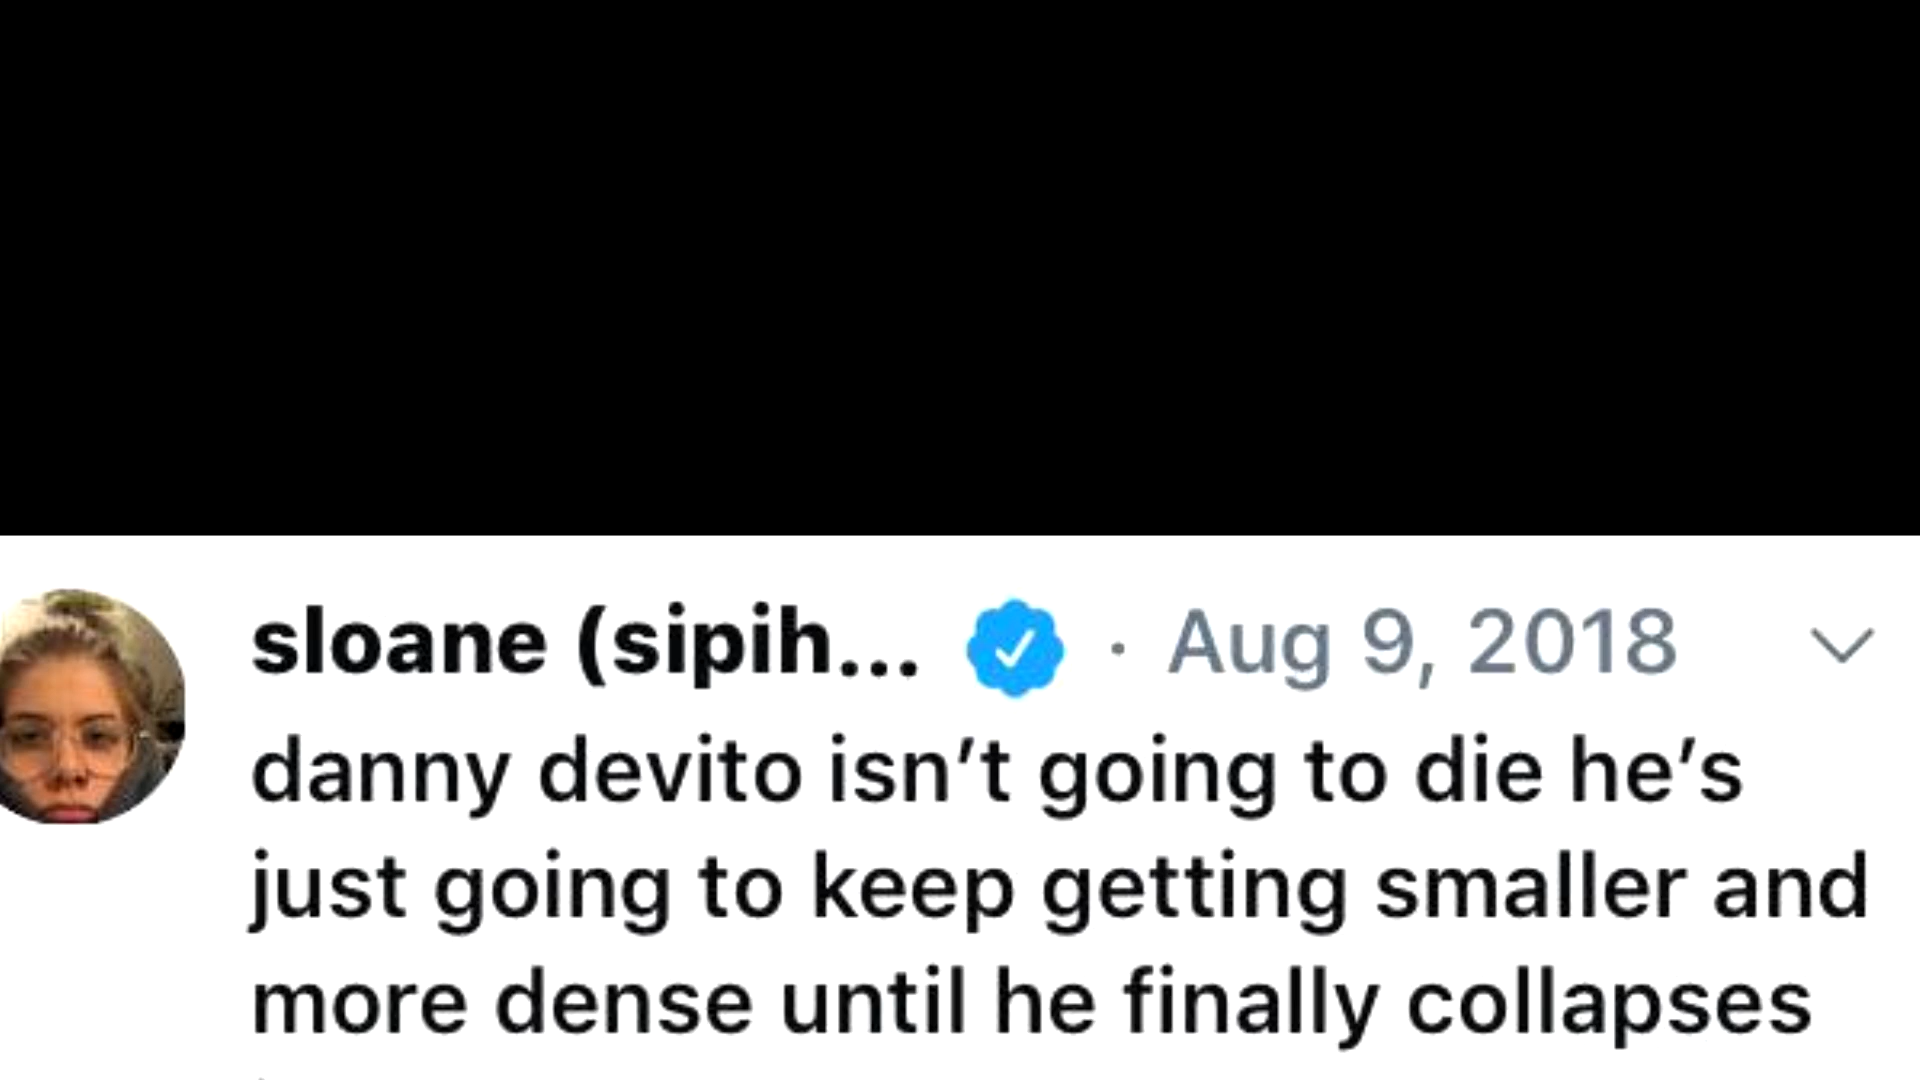 sloane (sipih... · Aug 9, 2018
danny devito isn’t going to die he’s
just going to keep getting smaller and
more dense until he finally collapses